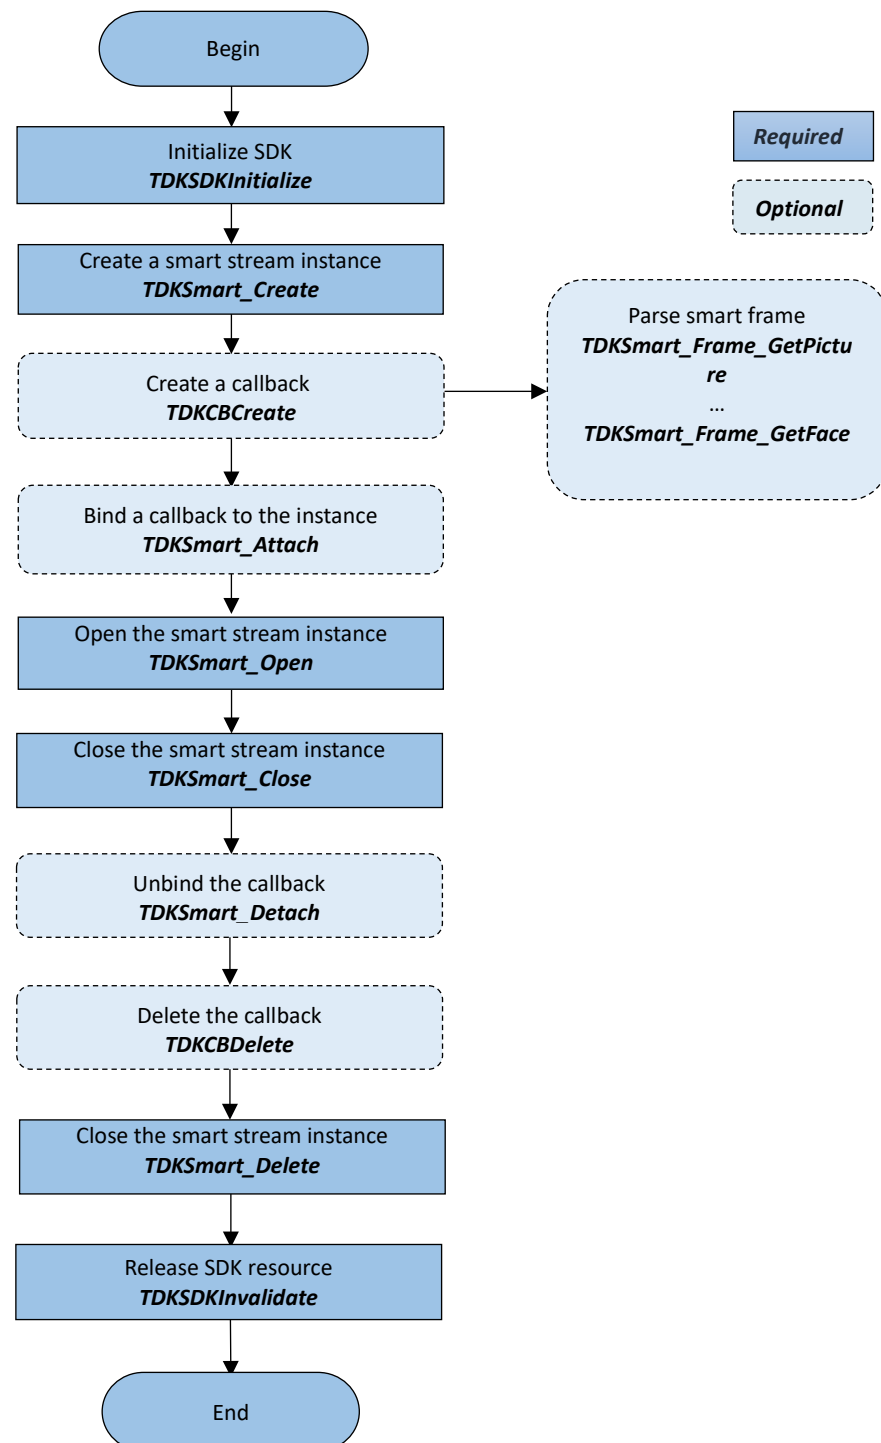 Begin
Initialize SDK
TDKSDKInitialize
Required
Optional
Create a smart stream instance
TDKSmart_Create
Create a callback
TDKCBCreate
Parse smart frame
TDKSmart_Frame_GetPictu
re
...
TDKSmart_Frame_GetFace
Bind a callback to the instance
TDKSmart_Attach
Open the smart stream instance
TDKSmart_Open
Close the smart stream instance
TDKSmart_Close
Unbind the callback
TDKSmart_Detach
Delete the callback
TDKCBDelete
Close the smart stream instance
TDKSmart_Delete
Release SDK resource
TDKSDKInvalidate
End